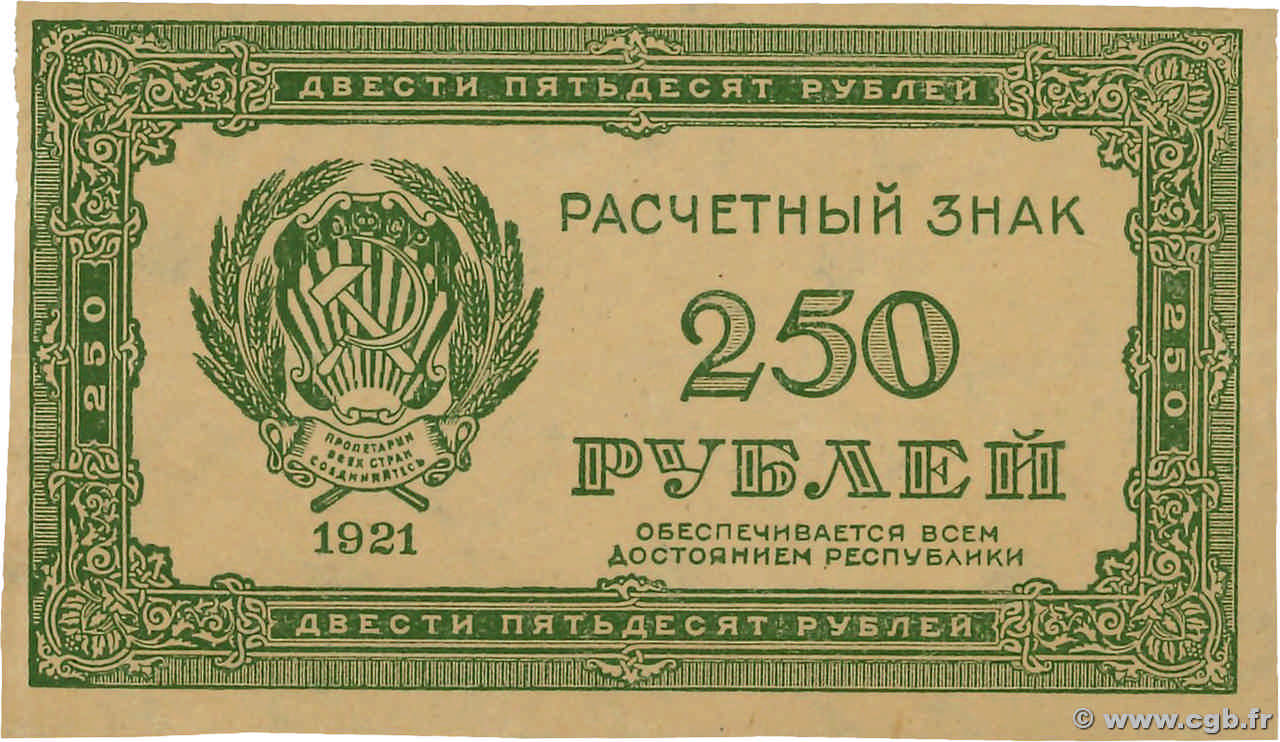 ДВЕСТИ ПЯТЬДЕСЯТ РУБЛЕЙ
РАСЧЕТНЫЙ ЗНАК
250
250
250
РУБЛЕЙ
Р.С.Ф.С.Р.
ПРОЛЕТАРИИ
ВСЕХ СТРАН
СОЕДИНЯЙТЕСЬ
1921
ОБЕСПЕЧИВАЕТСЯ ВСЕМ
ДОСТОЯНИЕМ РЕСПУБЛИКИ
ДВЕСТИ ПЯТЬДЕСЯТ РУБЛЕЙ
© www.cgb.fr